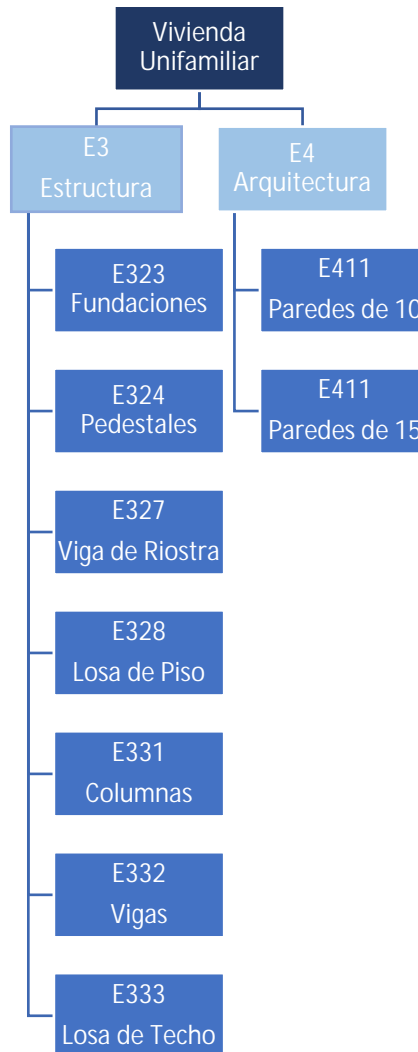 Vivienda
Unifamiliar
E3
Estructura
E4
Arquitectura
E323
Fundaciones
E324
Pedestales
E327
Viga de Riostra
E328
Losa de Piso
E331
Columnas
E332
Vigas
E333
Losa de Techo
E411
Paredes de 10
E411
Paredes de 15